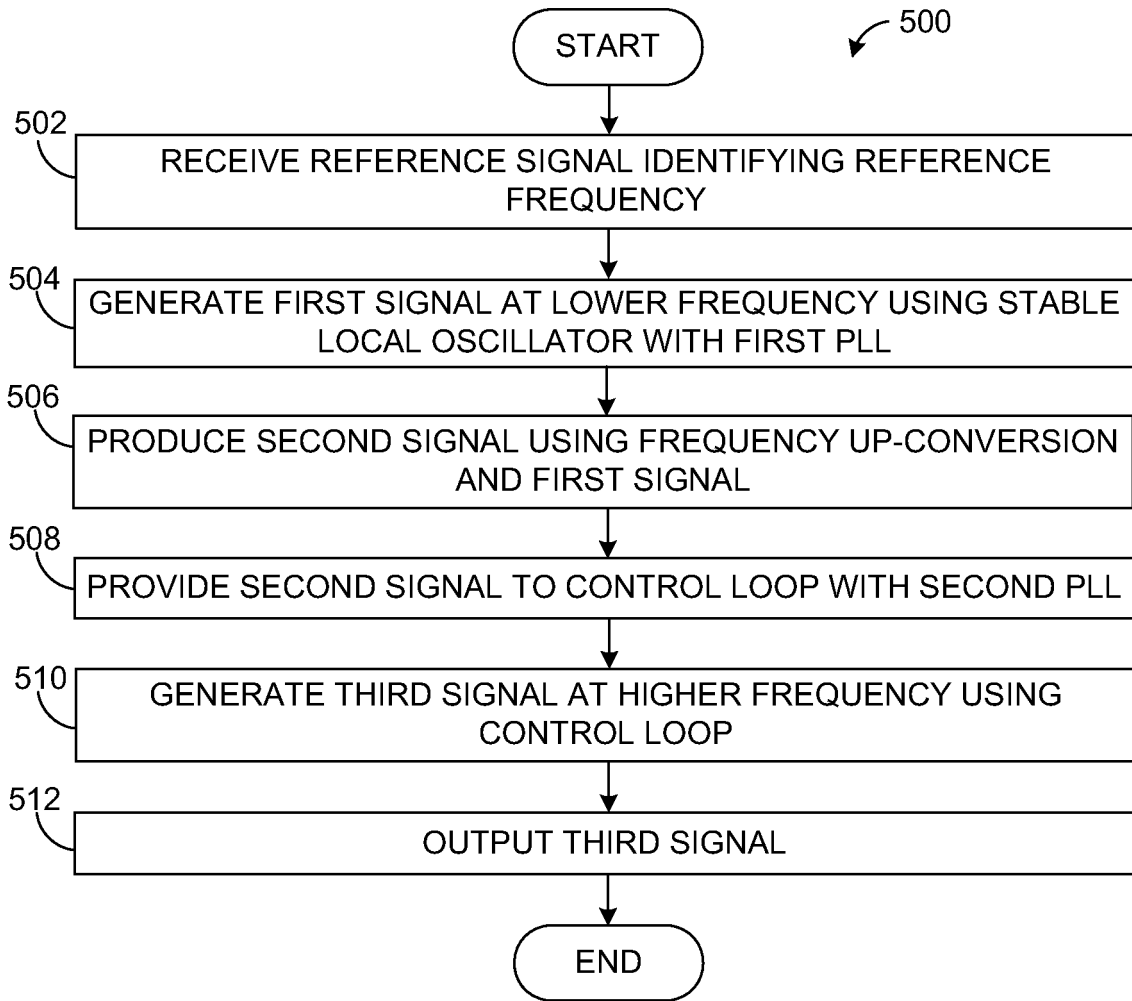 START
500
502
RECEIVE REFERENCE SIGNAL IDENTIFYING REFERENCE
FREQUENCY
504
GENERATE FIRST SIGNAL AT LOWER FREQUENCY USING STABLE
LOCAL OSCILLATOR WITH FIRST PLL
506
PRODUCE SECOND SIGNAL USING FREQUENCY UP-CONVERSION
AND FIRST SIGNAL
508
PROVIDE SECOND SIGNAL TO CONTROL LOOP WITH SECOND PLL
510
GENERATE THIRD SIGNAL AT HIGHER FREQUENCY USING
CONTROL LOOP
512
OUTPUT THIRD SIGNAL
END